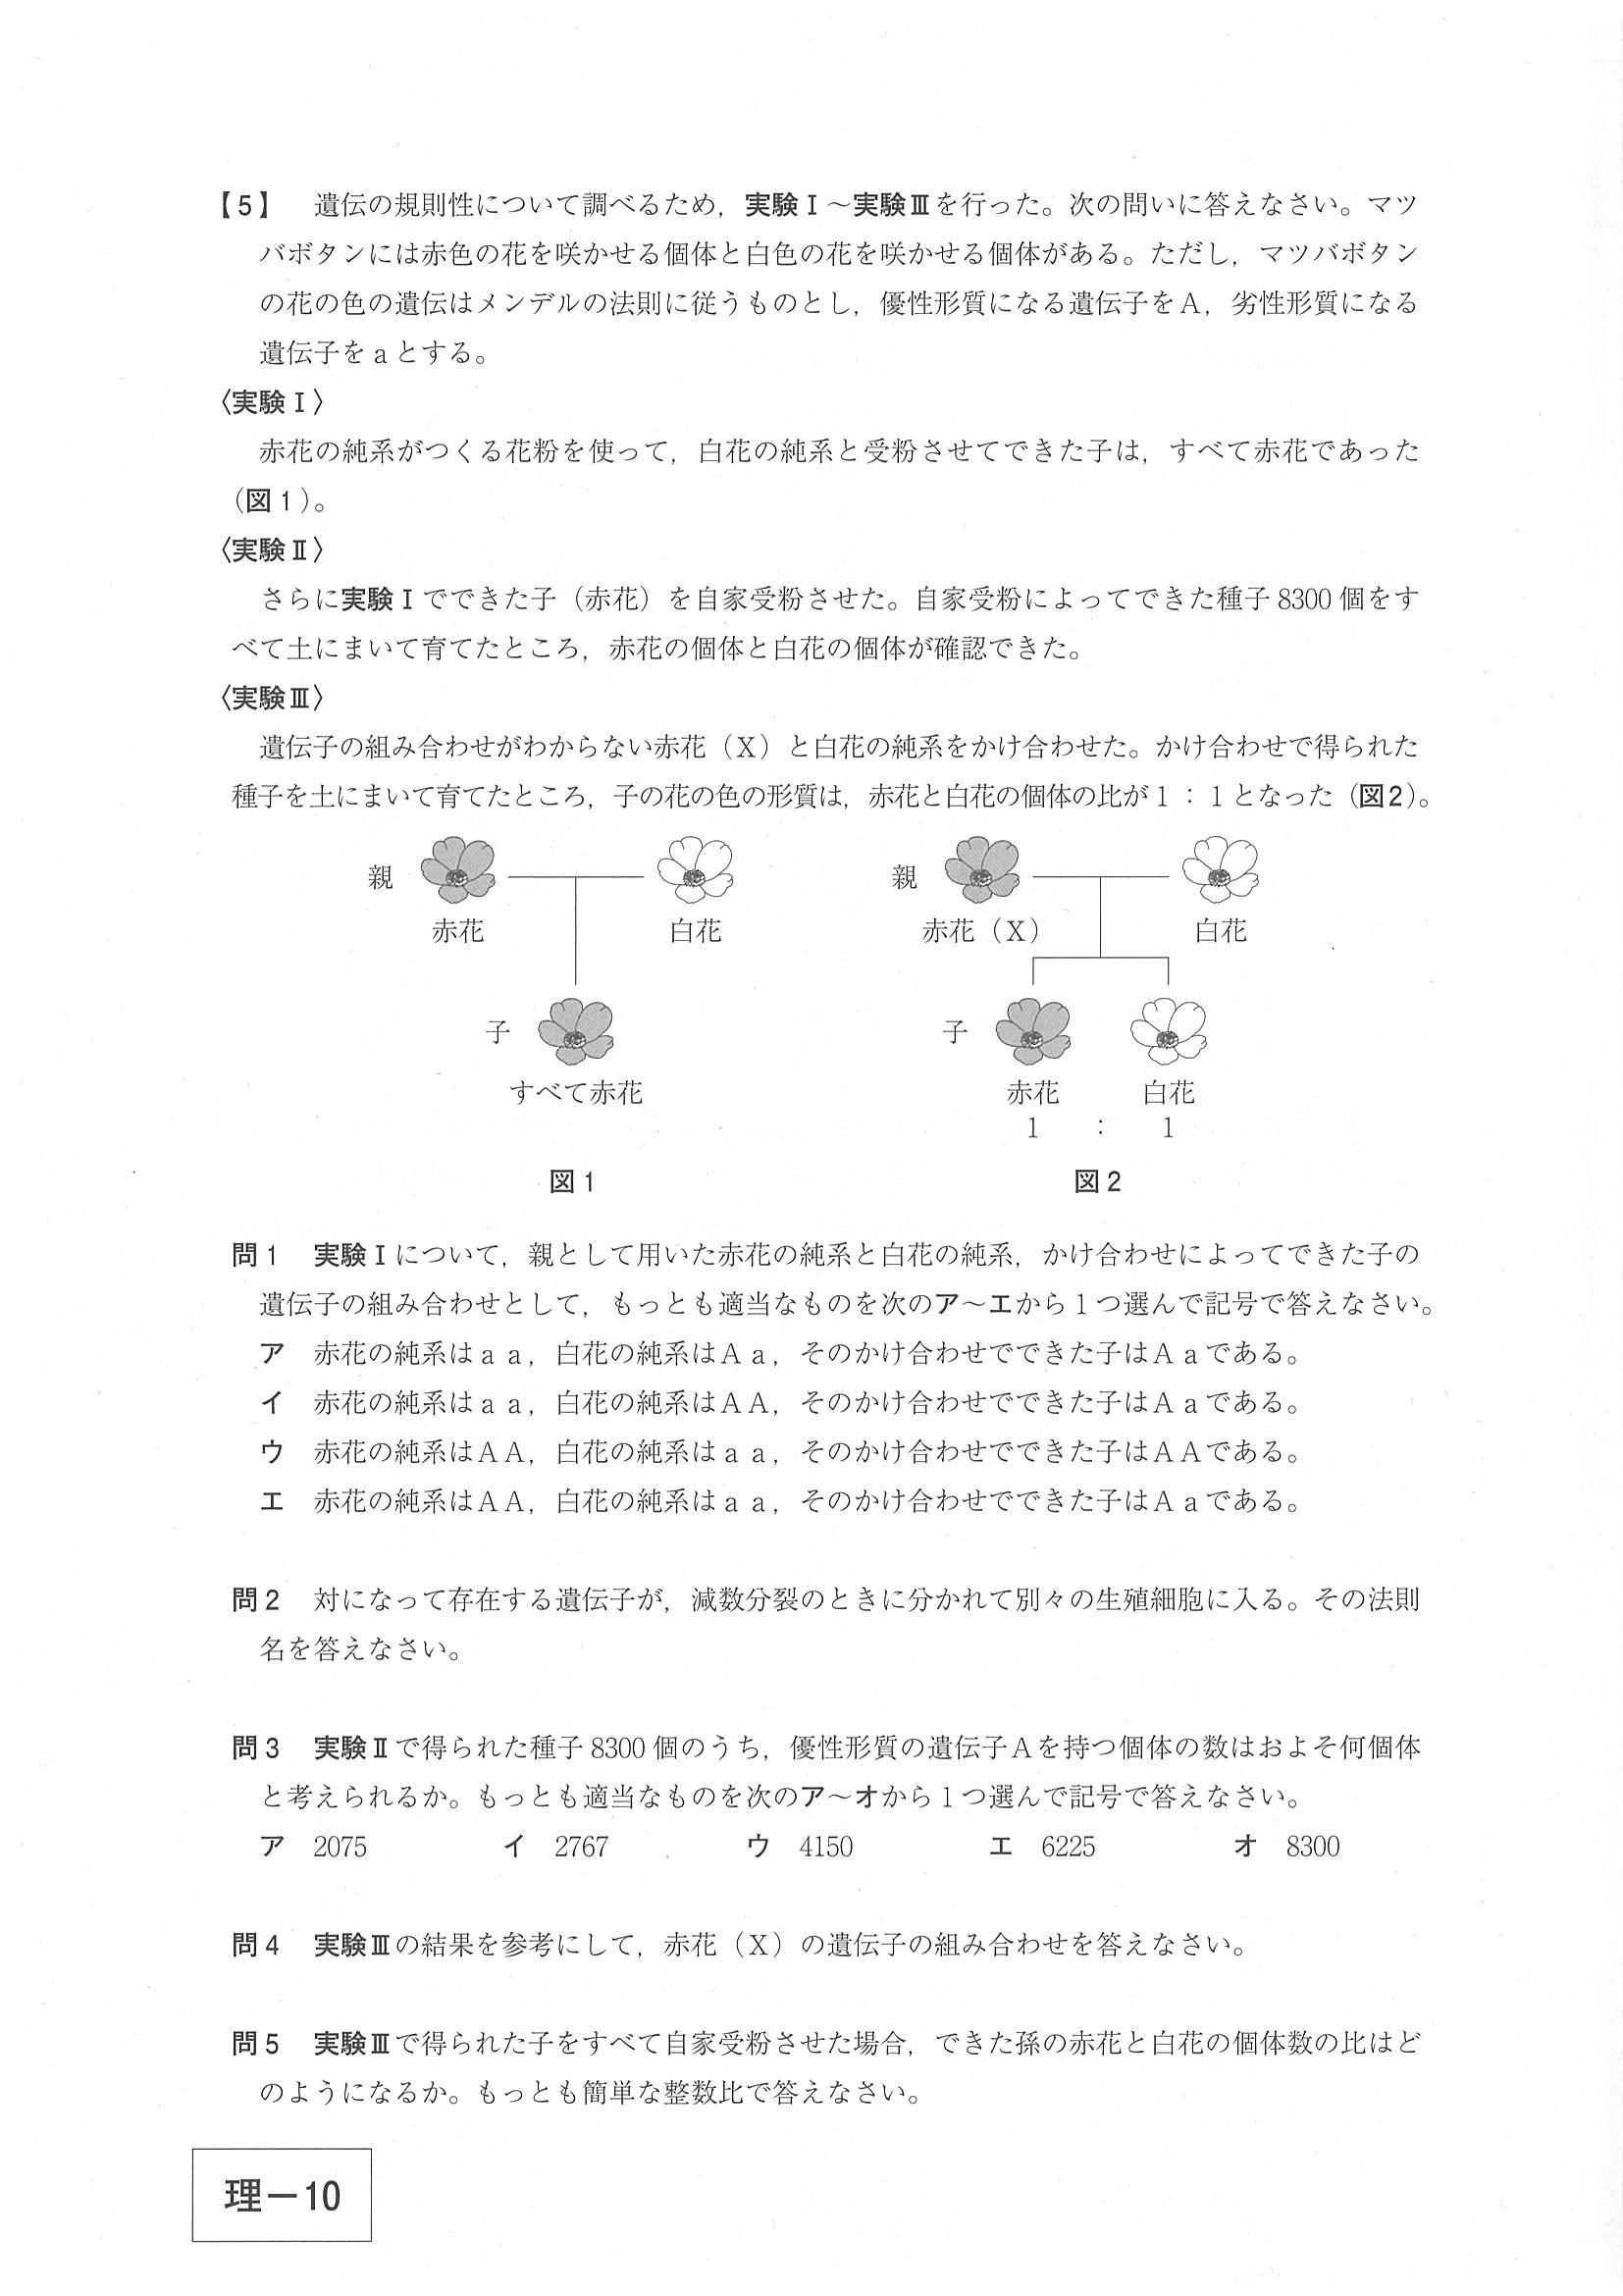 【5】　遺伝の規則性について調べるため，実験Ⅰ～実験Ⅲを行った。次の問いに答えなさい。マツ
バボタンには赤色の花を咲かせる個体と白色の花を咲かせる個体がある。ただし，マツバボタン
の花の色の遺伝はメンデルの法則に従うものとし，優性形質になる遺伝子をＡ，劣性形質になる
遺伝子をａとする。
〈実験Ⅰ〉
赤花の純系がつくる花粉を使って，白花の純系と受粉させてできた子は，すべて赤花であった
（図１）。
〈実験Ⅱ〉
さらに実験Ⅰでできた子（赤花）を自家受粉させた。自家受粉によってできた種子 8300 個をす
べて土にまいて育てたところ，赤花の個体と白花の個体が確認できた。
〈実験Ⅲ〉
遺伝子の組み合わせがわからない赤花（Ｘ）と白花の純系をかけ合わせた。かけ合わせで得られた
種子を土にまいて育てたところ，子の花の色の形質は，赤花と白花の個体の比が１：１となった（図２）。
親　赤花　白花
子　すべて赤花
図１
親　赤花（Ｘ）　白花
子　赤花　白花
１　：　１
図２
問１　実験Ⅰについて，親として用いた赤花の純系と白花の純系，かけ合わせによってできた子の
遺伝子の組み合わせとして，もっとも適当なものを次のア～エから１つ選んで記号で答えなさい。
ア　赤花の純系はａａ，白花の純系はＡａ，そのかけ合わせでできた子はＡａである。
イ　赤花の純系はａａ，白花の純系はＡＡ，そのかけ合わせでできた子はＡａである。
ウ　赤花の純系はＡＡ，白花の純系はａａ，そのかけ合わせでできた子はＡＡである。
エ　赤花の純系はＡＡ，白花の純系はａａ，そのかけ合わせでできた子はＡａである。
問２　対になって存在する遺伝子が，減数分裂のときに分かれて別々の生殖細胞に入る。その法則
名を答えなさい。
問３　実験Ⅱで得られた種子 8300 個のうち，優性形質の遺伝子Ａを持つ個体の数はおよそ何個体
と考えられるか。もっとも適当なものを次のア～オから１つ選んで記号で答えなさい。
ア　2075　イ　2767　ウ　4150　エ　6225　オ　8300
問４　実験Ⅲの結果を参考にして，赤花（Ｘ）の遺伝子の組み合わせを答えなさい。
問５　実験Ⅲで得られた子をすべて自家受粉させた場合，できた孫の赤花と白花の個体数の比はど
のようになるか。もっとも簡単な整数比で答えなさい。
理－10